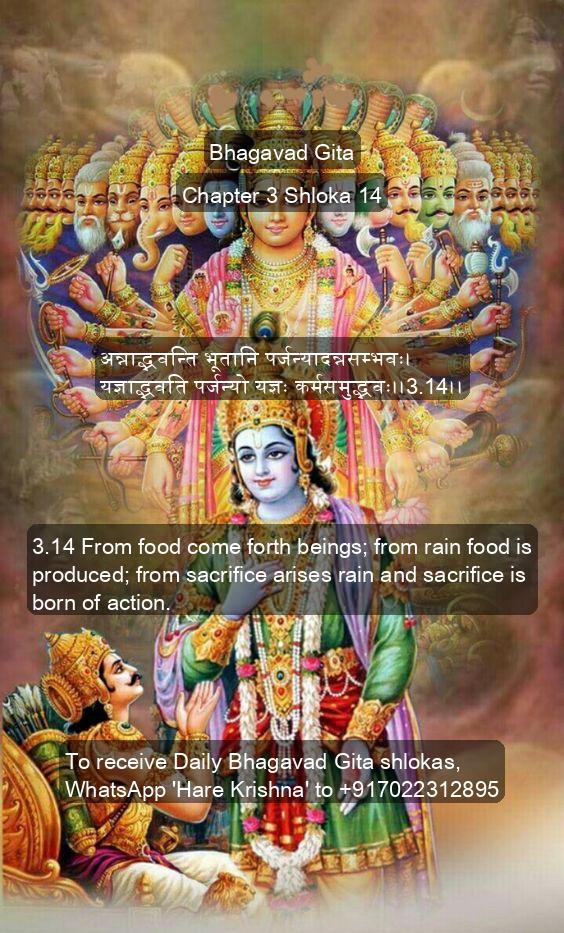 Bhagavad Gita
Chapter 3 Shloka 14
अन्नाद्भवन्ति भूतानि पर्जन्यादन्नसम्भवः।
यज्ञाद्भवति पर्जन्यो यज्ञः कर्मसमुद्भवः।।3.14।।
3.14 From food come forth beings; from rain food is
produced; from sacrifice arises rain and sacrifice is
born of action.
To receive Daily Bhagavad Gita shlokas,
WhatsApp 'Hare Krishna' to +917022312895